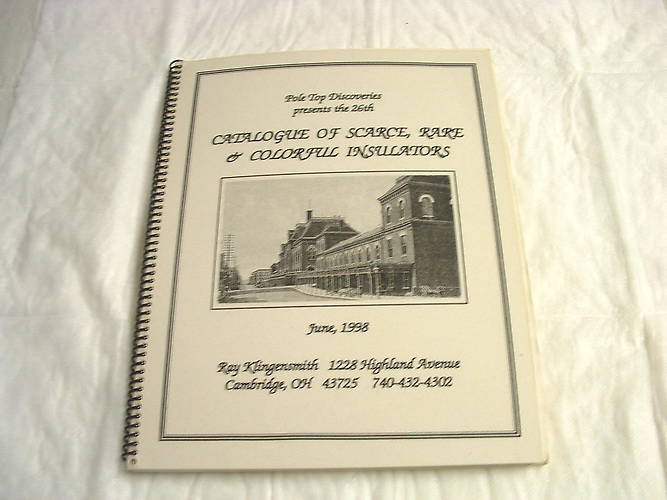 Pole Top Discoveries
presents the 26th
CATALOGUE OF SCARCE, RARE
& COLORFUL INSULATORS
June, 1998
Ray Klingensmith 1228 Highland Avenue
Cambridge, OH 43725 740-432-4302